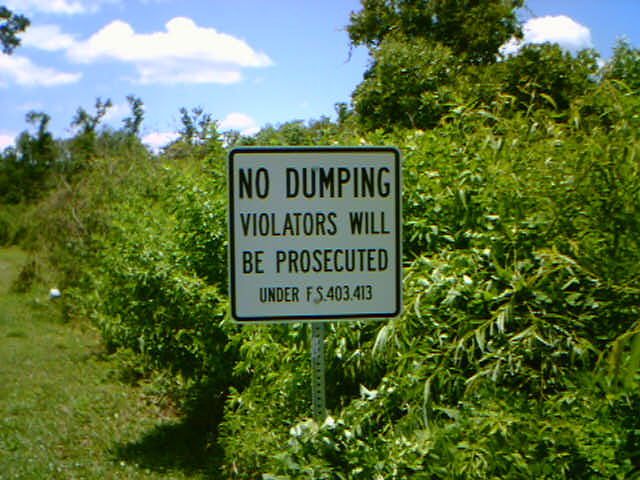 NO DUMPING
VIOLATORS WILL
BE PROSECUTED
UNDER F.S.403.413